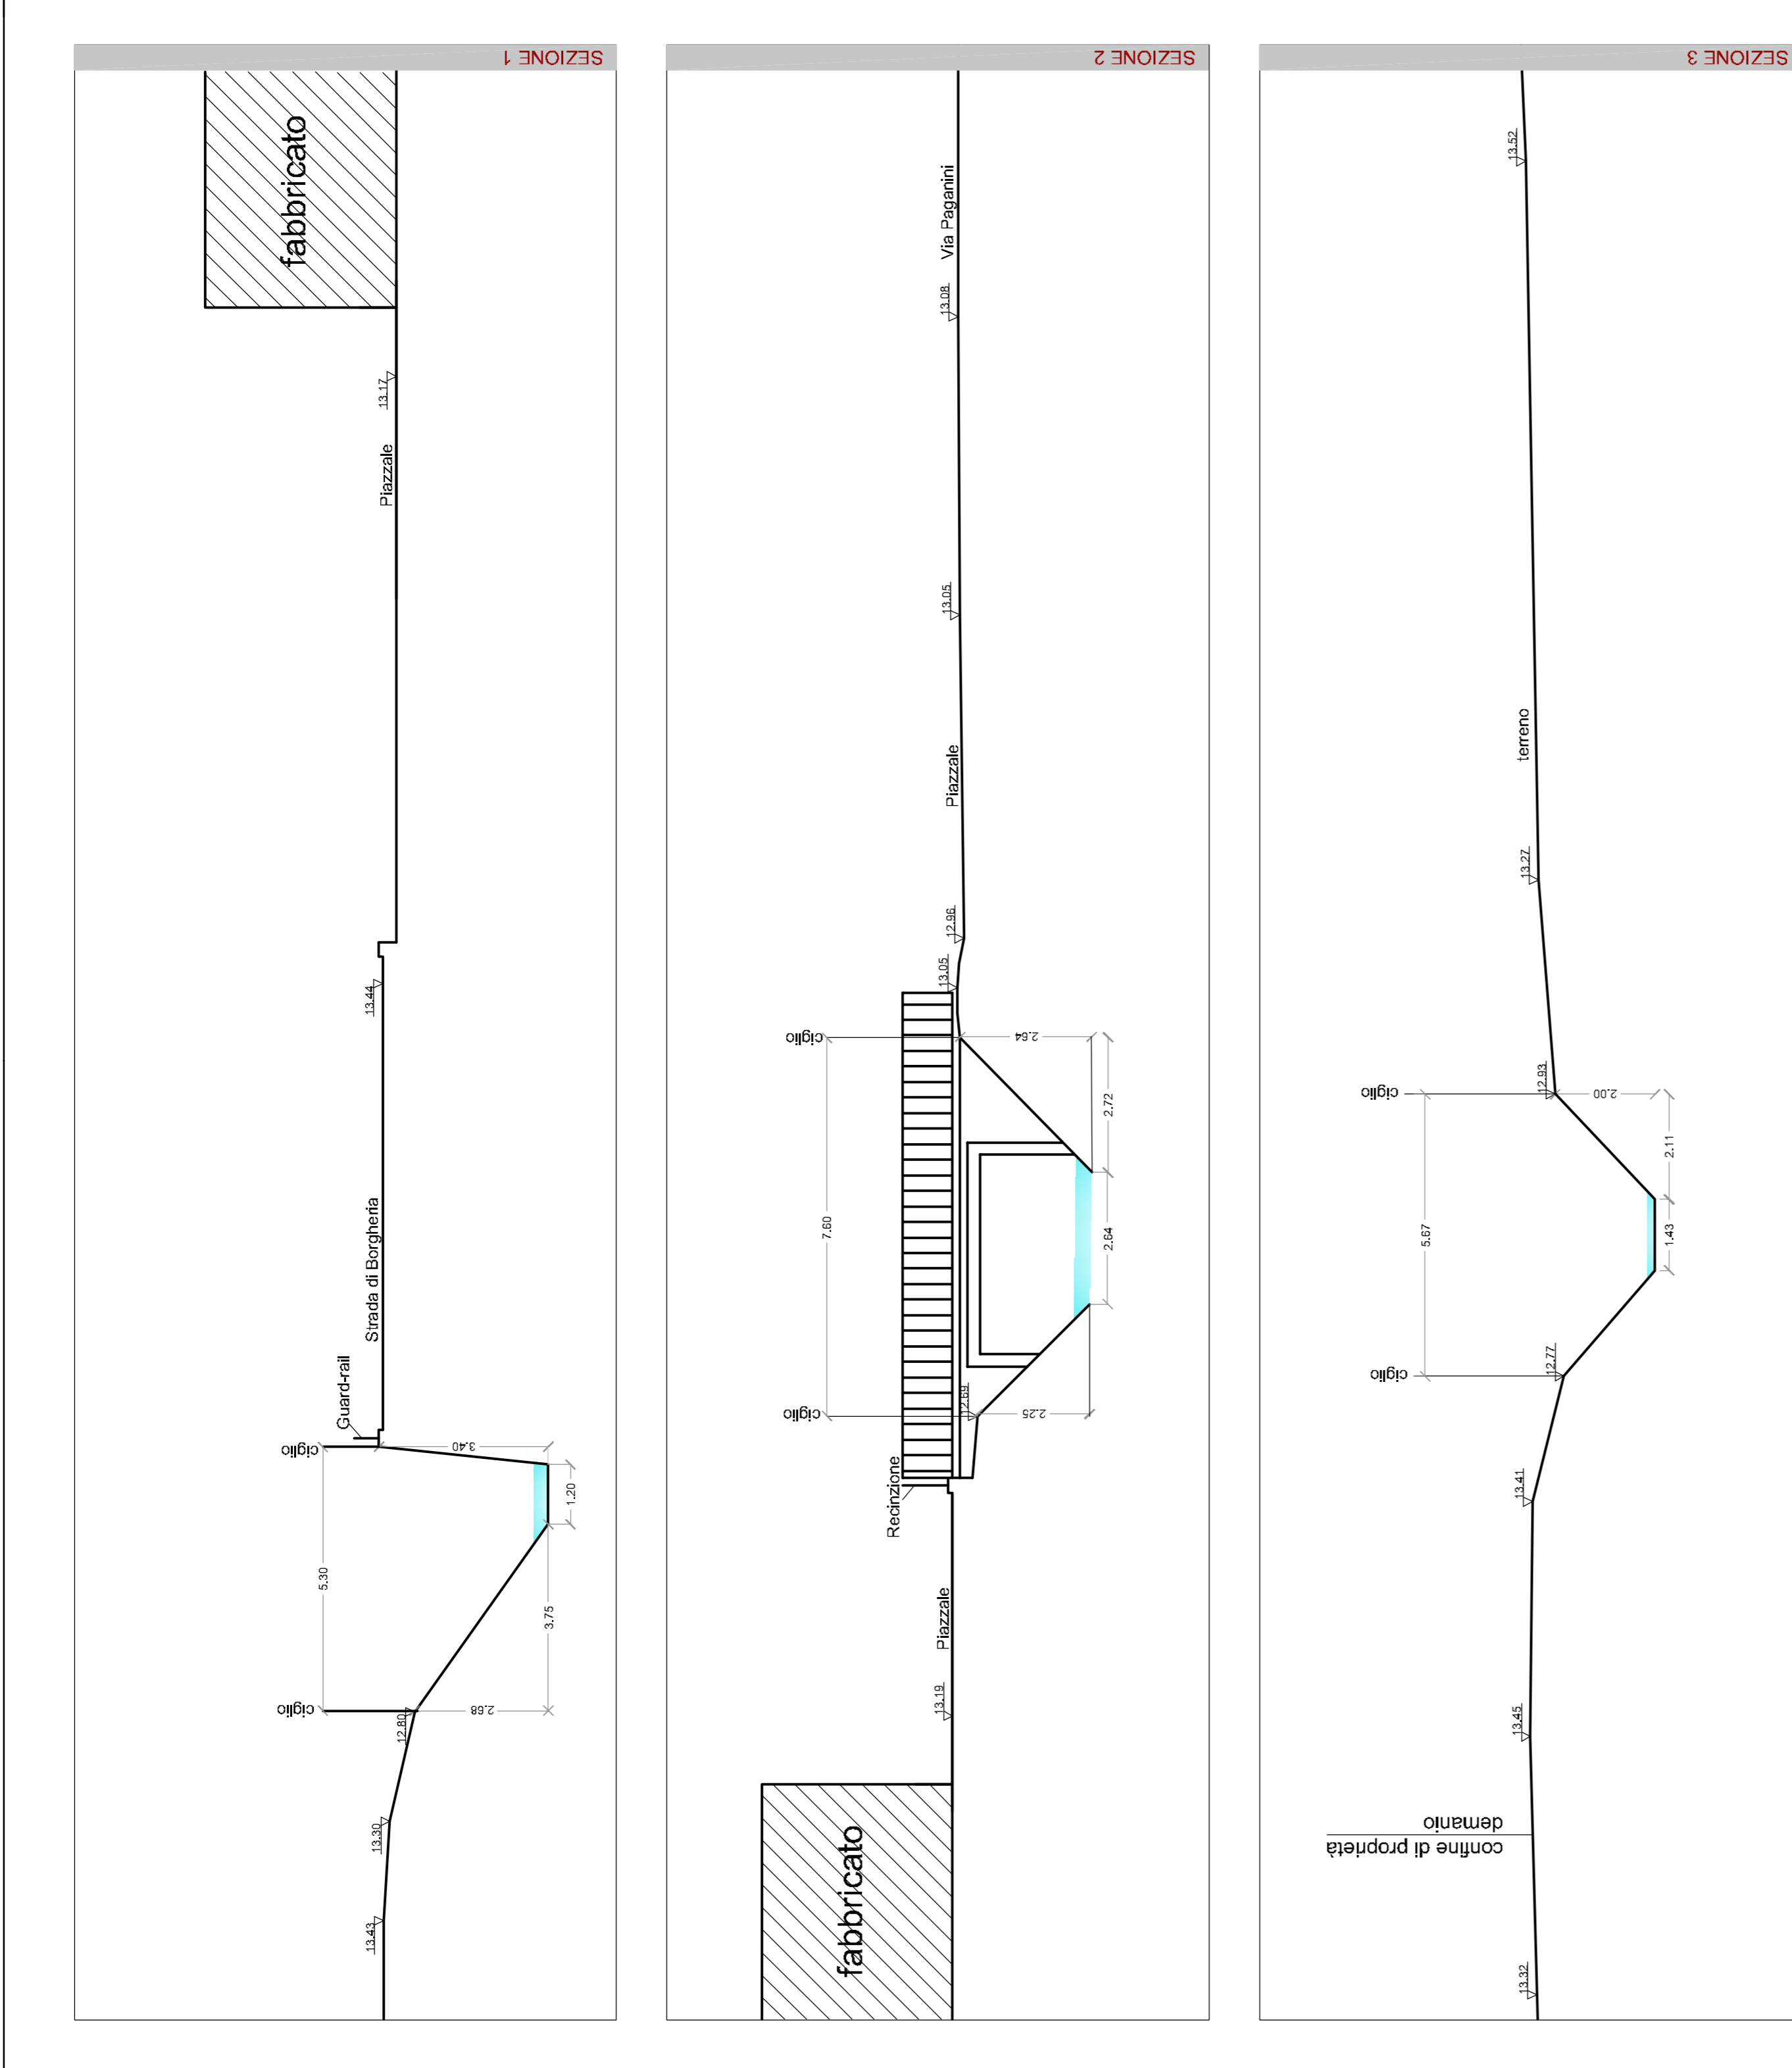 SEZIONE 1
fabbricato
13.17
Piazzale
13.44
Strada di Borgheria
Guard-rail
ciglio
3.40
1.20
5.30
3.75
ciglio
2.68
12.80
13.30
13.43
SEZIONE 2
Via Paganini
13.08
13.05
Piazzale
12.96
13.05
ciglio
2.64
2.72
7.60
2.64
ciglio
12.69
2.25
Recinzione
Piazzale
13.19
fabbricato
SEZIONE 3
13.52
terreno
13.27
12.93
ciglio
2.00
2.11
5.67
1.43
12.77
ciglio
13.41
13.45
confine di proprietà
demanio
13.32